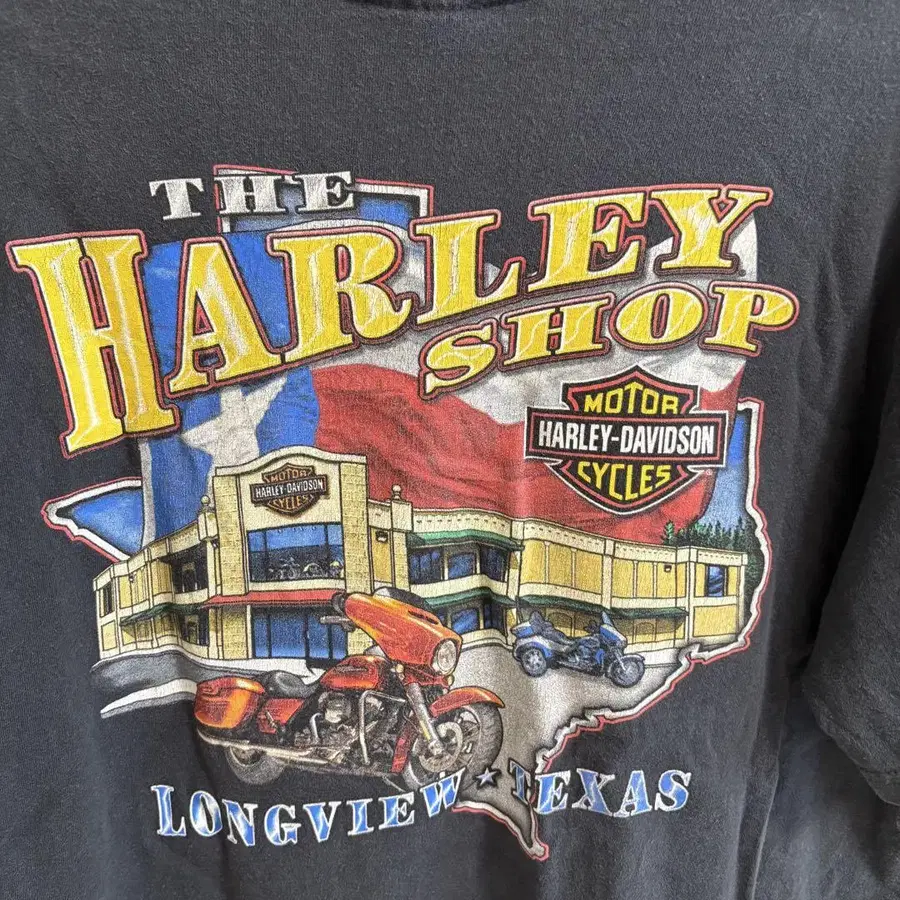 THE
HARLEY
SHOP
MOTOR
HARLEY-DAVIDSON
CYCLES
MOTOR
HARLEY-DAVIDSON
CYCLES
LONGVIEW ★ TEXAS